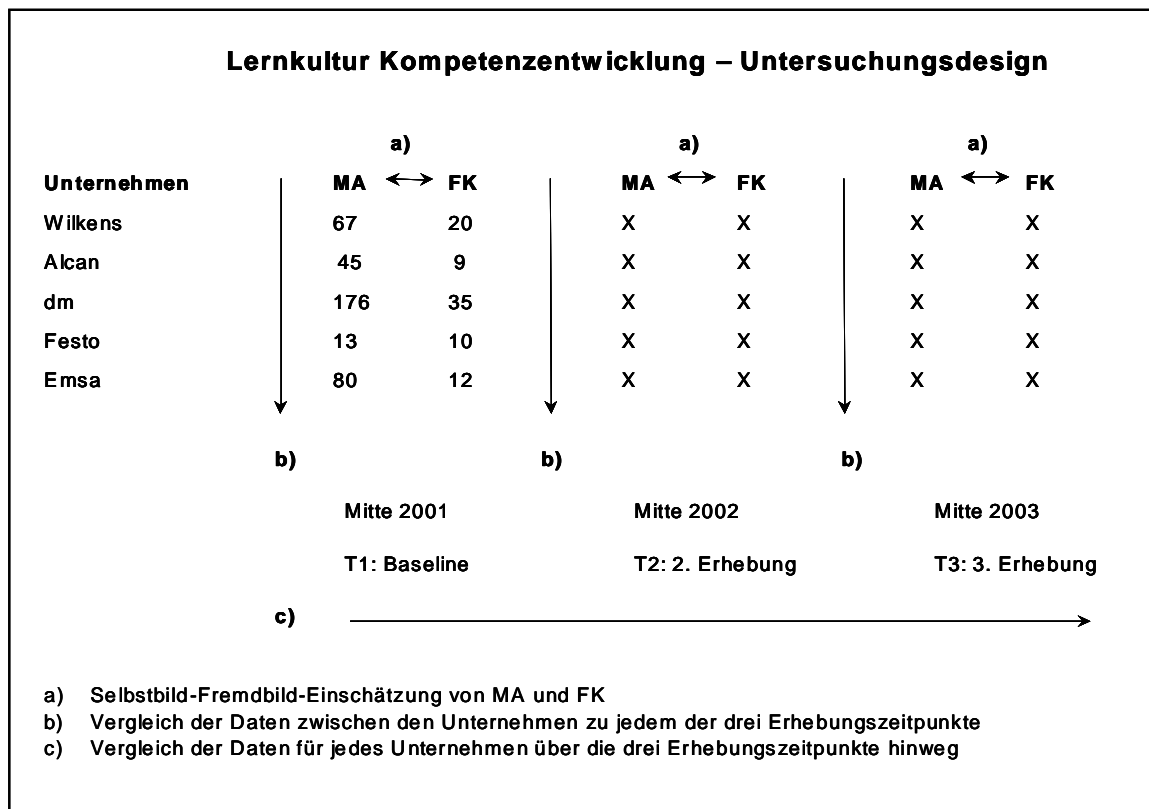 Lernkultur Kompetenzentwicklung – Untersuchungsdesign
a) a) a)
Unternehmen MA FK MA FK MA FK
Wilkens 67 20 X X X X
Alcan 45 9 X X X X
dm 176 35 X X X X
Festo 13 10 X X X X
Emsa 80 12 X X X X
b) b) b)
Mitte 2001 Mitte 2002 Mitte 2003
T1: Baseline T2: 2. Erhebung T3: 3. Erhebung
c)
a) Selbstbild-Fremdbild-Einschätzung von MA und FK
b) Vergleich der Daten zwischen den Unternehmen zu jedem der drei Erhebungszeitpunkte
c) Vergleich der Daten für jedes Unternehmen über die drei Erhebungszeitpunkte hinweg